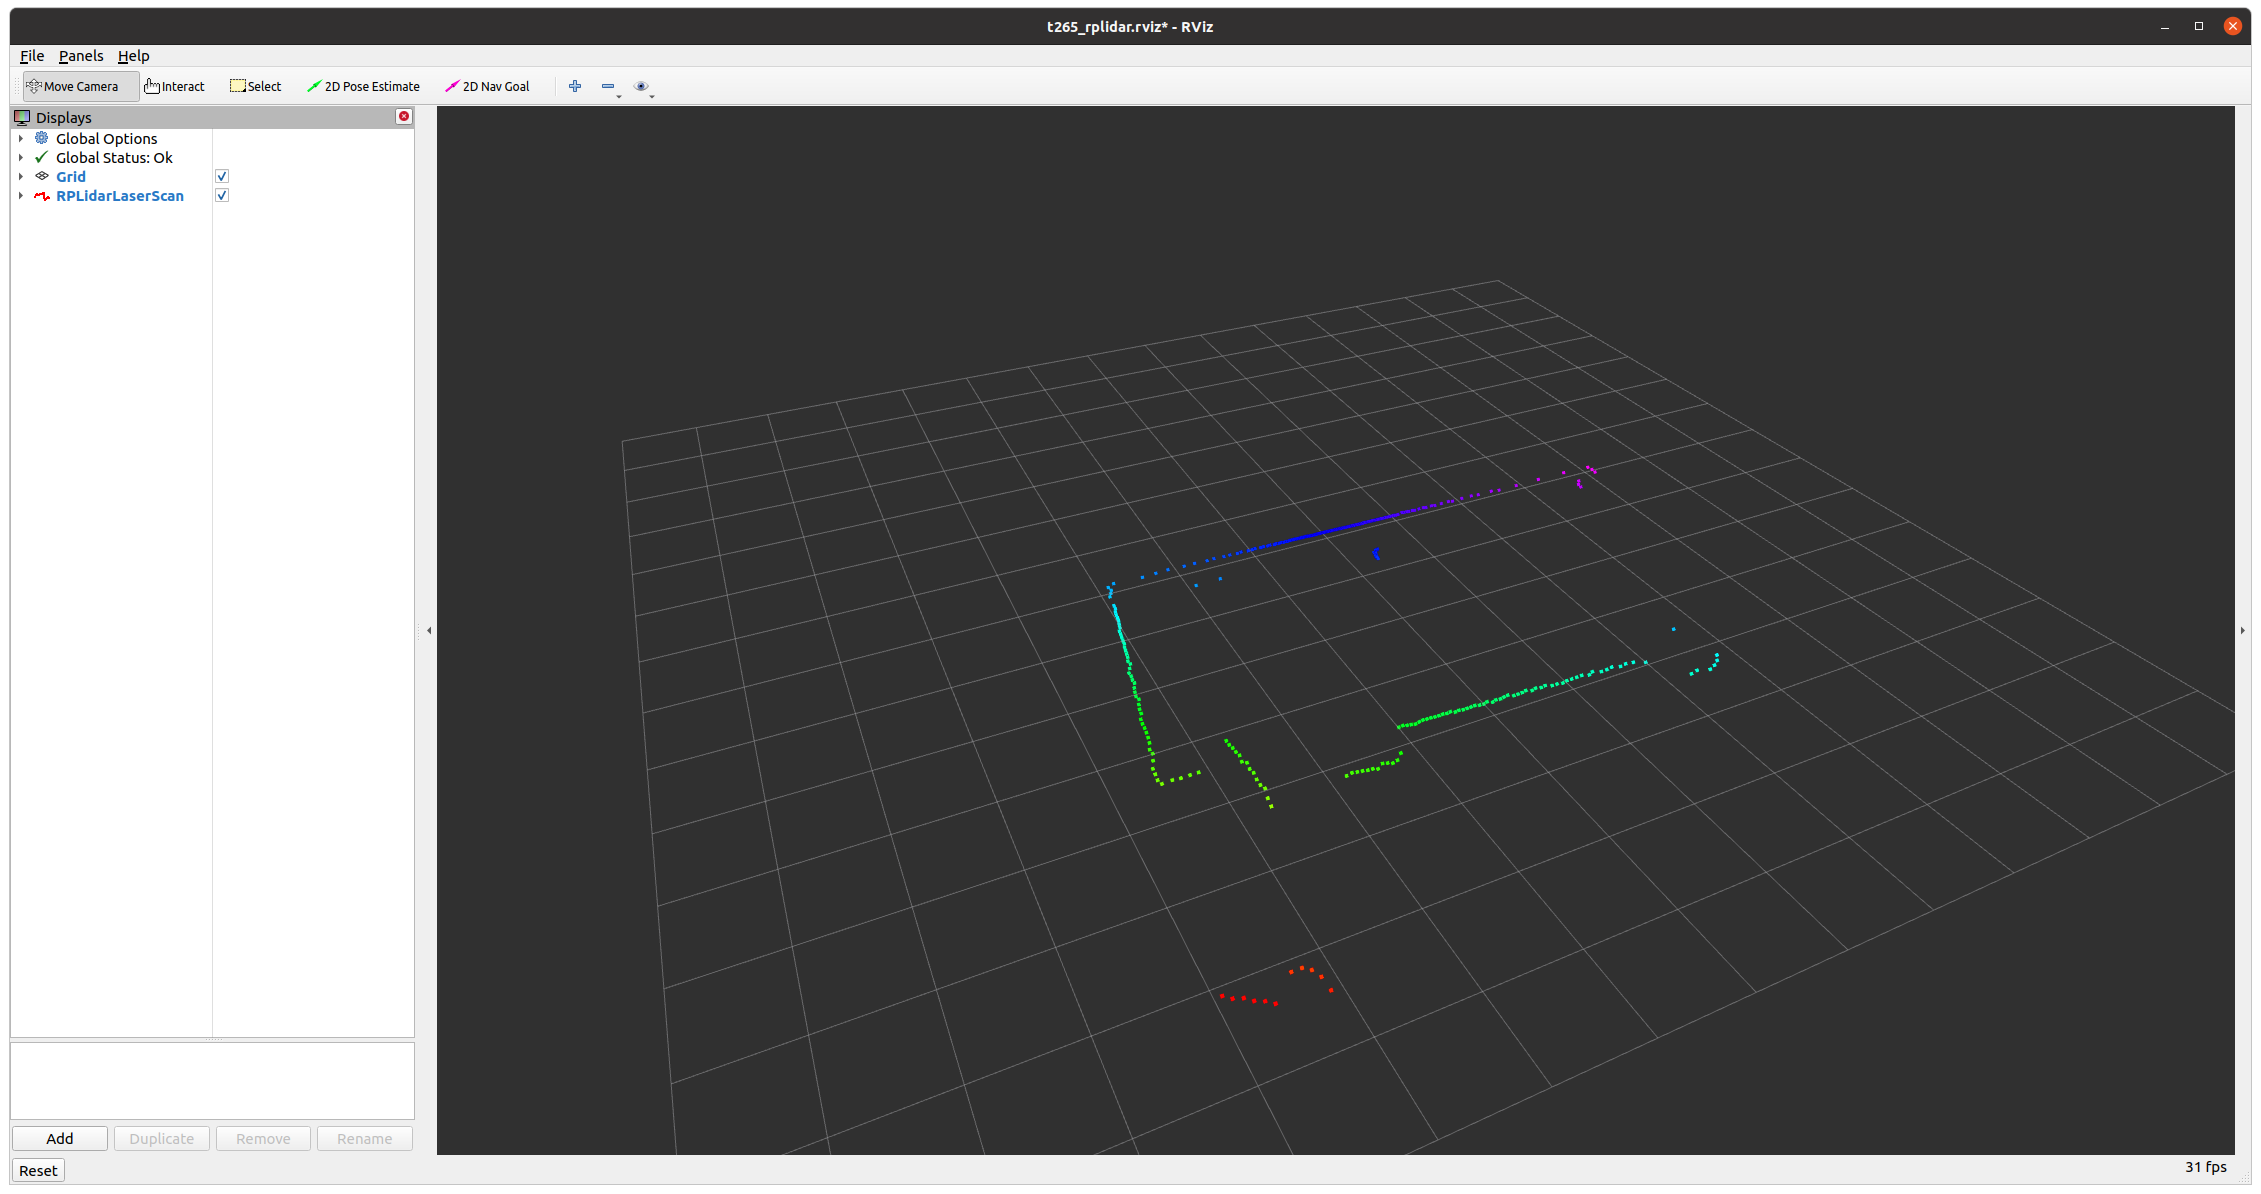 t265_rplidar.rviz* - RViz
File Panels Help
Move Camera Interact Select 2D Pose Estimate 2D Nav Goal
Displays
Global Options
Global Status: Ok
Grid
RPLidarLaserScan
Add Duplicate Remove Rename
Reset
31 fps